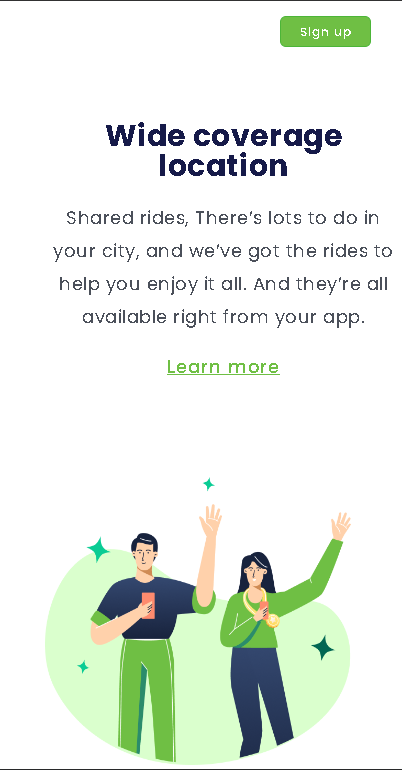 Sign up
Wide coverage
location
Shared rides, There's lots to do in
your city, and we've got the rides to
help you enjoy it all. And they're all
available right from your app.
Learn more